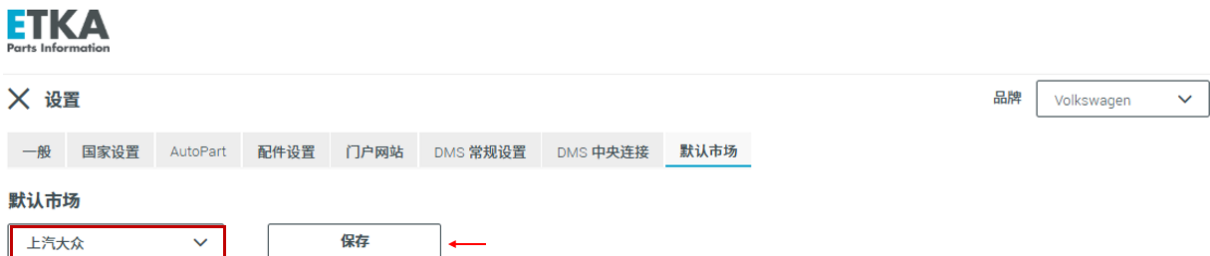 ETKA
Parts Information
设置
品牌 Volkswagen
一般 国家设置 AutoPart 配件设置 门户网站 DMS 常规设置 DMS 中央连接 默认市场
默认市场
上汽大众 保存